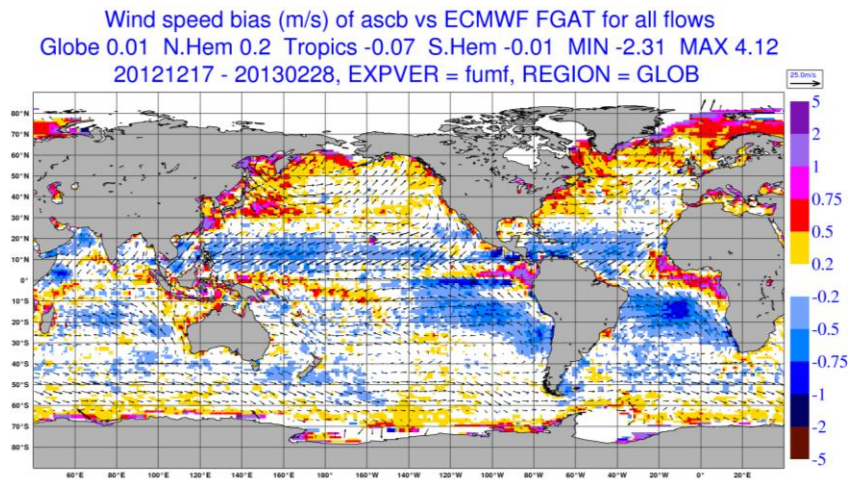 Wind speed bias (m/s) of ascb vs ECMWF FGAT for all flows
Globe 0.01 N.Hem 0.2 Tropics -0.07 S.Hem -0.01 MIN -2.31 MAX 4.12
20121217 - 20130228, EXPVER = fumf, REGION = GLOB
25.0m/s
80°N
70°N
60°N
50°N
40°N
30°N
20°N
10°N
0°
10°S
20°S
30°S
40°S
50°S
60°S
70°S
80°S
60°E 80°E 100°E 120°E 140°E 160°E 180° 160°W 140°W 120°W 100°W 80°W 60°W 40°W 20°W 0° 20°E
5
2
1
0.75
0.5
0.2
-0.2
-0.5
-0.75
-1
-2
-5